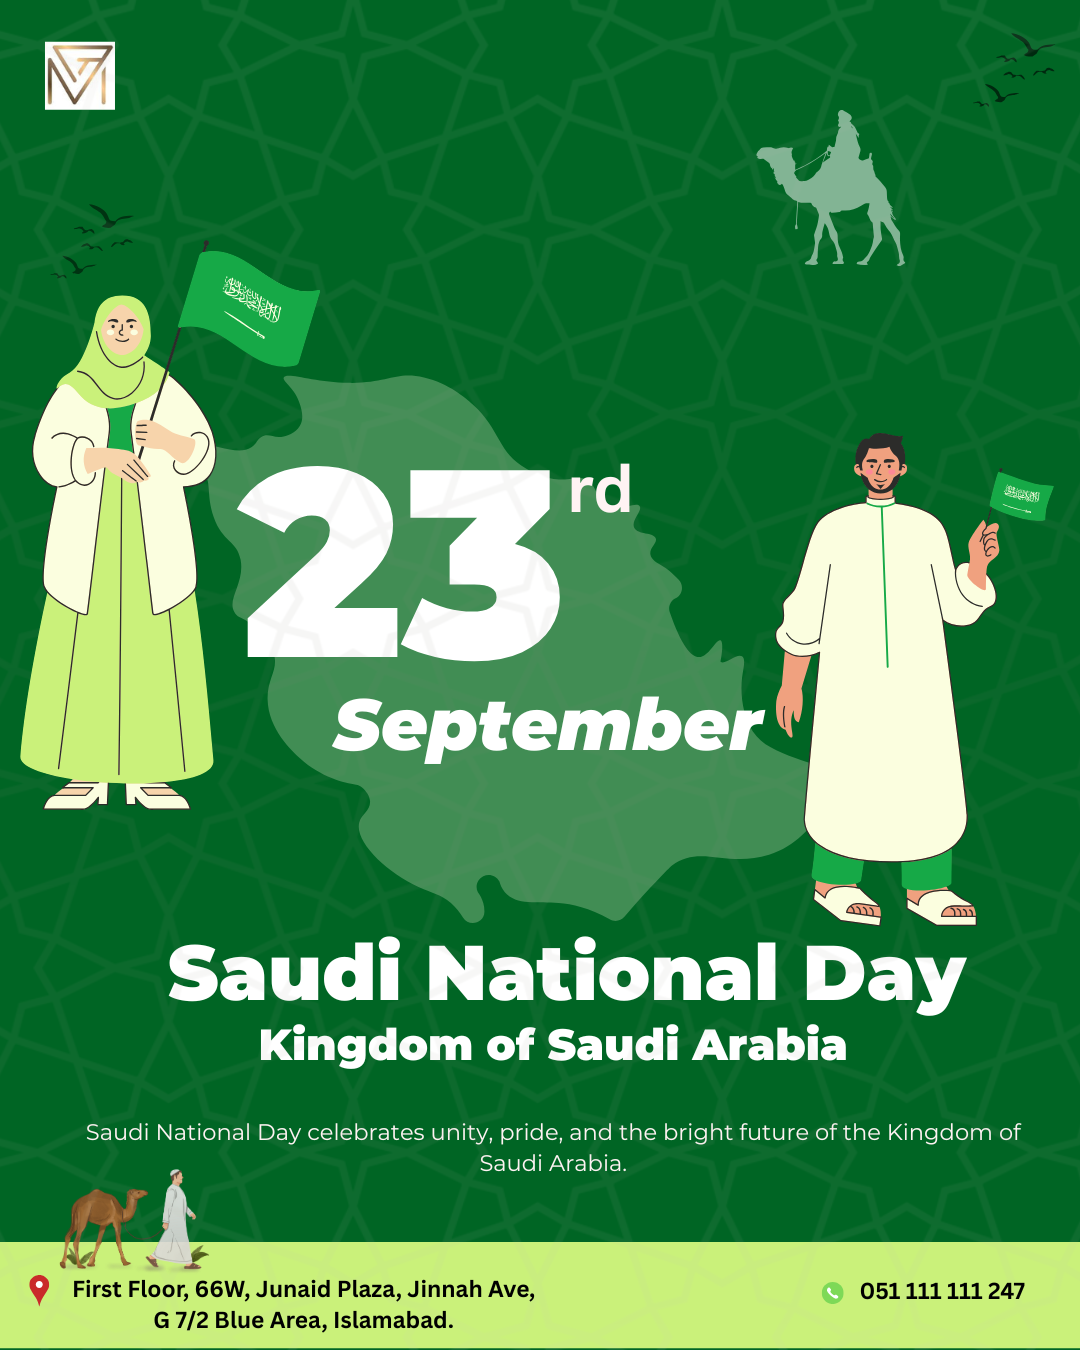 23rd
September
Saudi National Day
Kingdom of Saudi Arabia
Saudi National Day celebrates unity, pride, and the bright future of the Kingdom of
Saudi Arabia.
First Floor, 66W, Junaid Plaza, Jinnah Ave,
G 7/2 Blue Area, Islamabad.
051 111 111 247